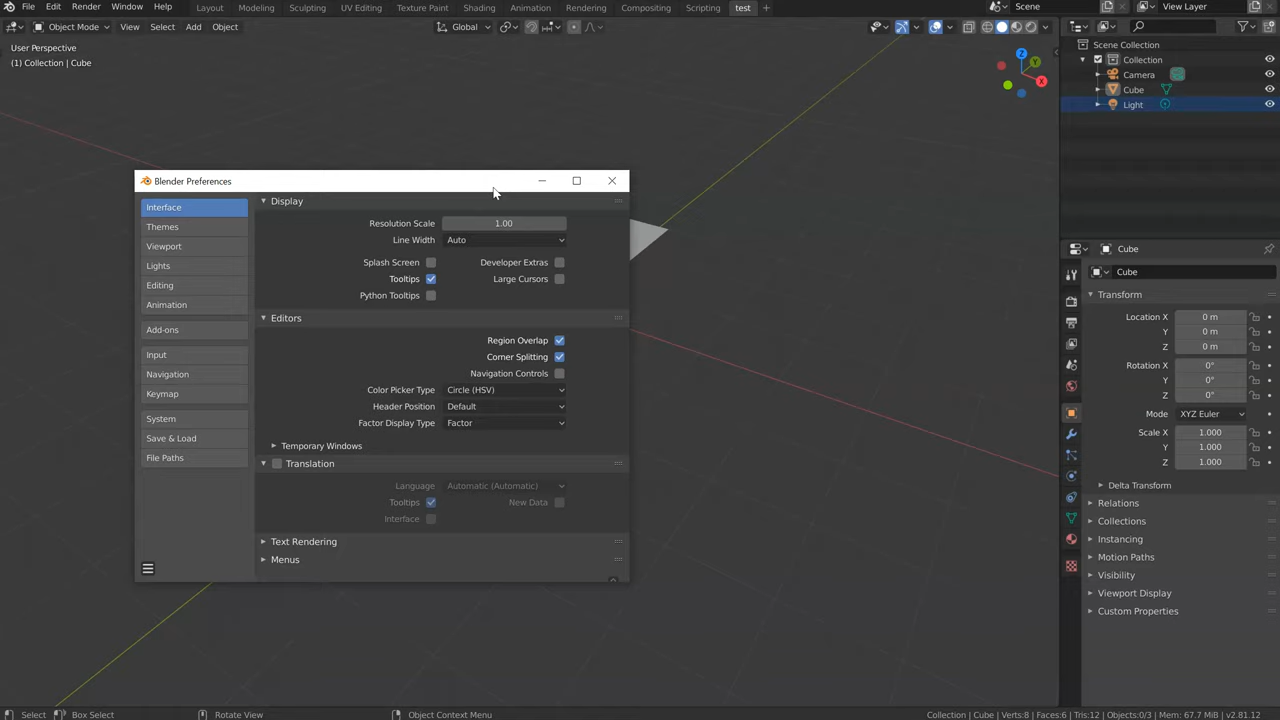 File Edit Render Window Help Layout Modeling Sculpting UV Editing Texture Paint Shading Animation Rendering Compositing Scripting test + Scene View Layer
Object Mode View Select Add Object Global
User Perspective
(1) Collection | Cube
Z
Y
X
Scene Collection
Collection
Camera
Cube
Light
Blender Preferences
Interface
Themes
Viewport
Lights
Editing
Animation
Add-ons
Input
Navigation
Keymap
System
Save & Load
File Paths
Display
Resolution Scale 1.00
Line Width Auto
Splash Screen Developer Extras
Tooltips Large Cursors
Python Tooltips
Editors
Region Overlap
Corner Splitting
Navigation Controls
Color Picker Type Circle (HSV)
Header Position Default
Factor Display Type Factor
Temporary Windows
Translation
Language Automatic (Automatic)
Tooltips New Data
Interface
Text Rendering
Menus
Cube
Cube
Transform
Location X 0 m
Y 0 m
Z 0 m
Rotation X 0°
Y 0°
Z 0°
Mode XYZ Euler
Scale X 1.000
Y 1.000
Z 1.000
Delta Transform
Relations
Collections
Instancing
Motion Paths
Visibility
Viewport Display
Custom Properties
Select Box Select Rotate View Object Context Menu Collection | Cube | Verts:8 | Faces:6 | Tris:12 | Objects:0/3 | Mem: 67.7 MiB | v2.81.12